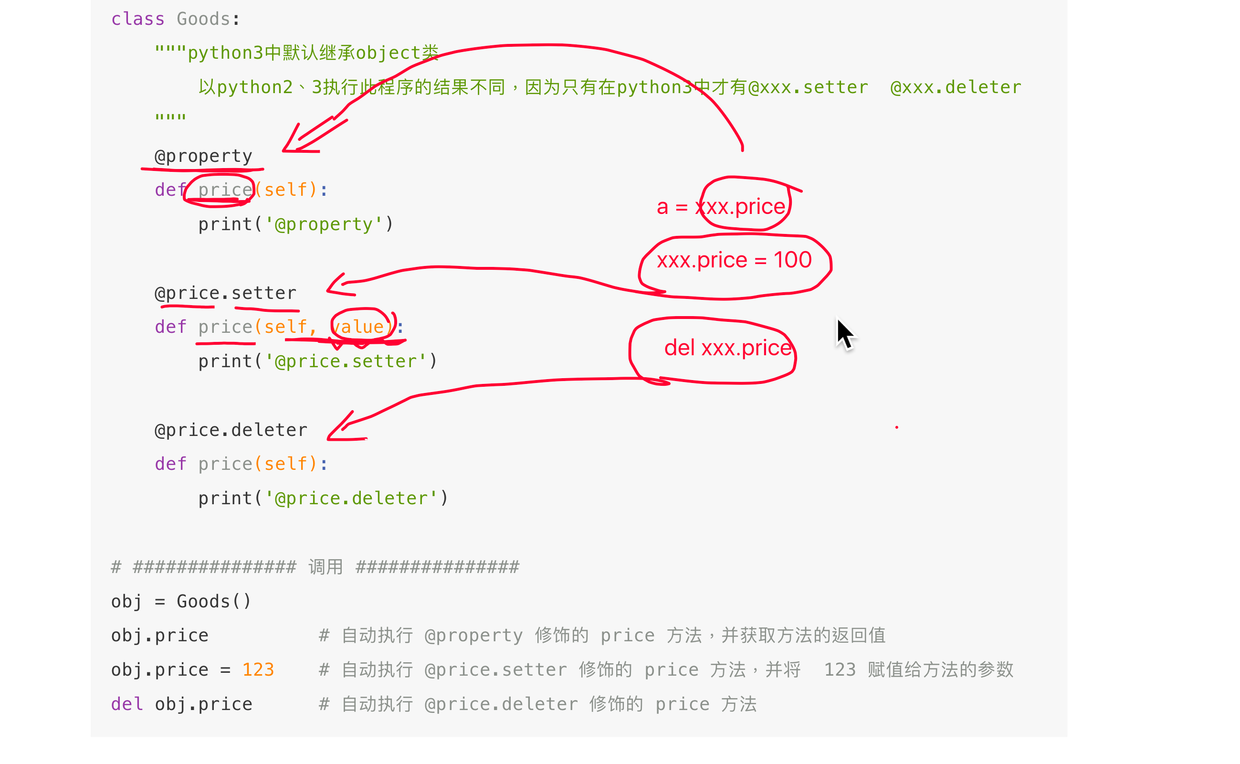 class Goods:
"""python3中默认继承object类
以python2、3执行此程序的结果不同，因为只有在python3中才有@xxx.setter  @xxx.deleter
"""
@property
def price(self):
print('@property')
a = xxx.price
xxx.price = 100
@price.setter
def price(self, value):
print('@price.setter')
del xxx.price
@price.deleter
def price(self):
print('@price.deleter')
# ############### 调用 ###############
obj = Goods()
obj.price          # 自动执行 @property 修饰的 price 方法，并获取方法的返回值
obj.price = 123    # 自动执行 @price.setter 修饰的 price 方法，并将  123 赋值给方法的参数
del obj.price      # 自动执行 @price.deleter 修饰的 price 方法